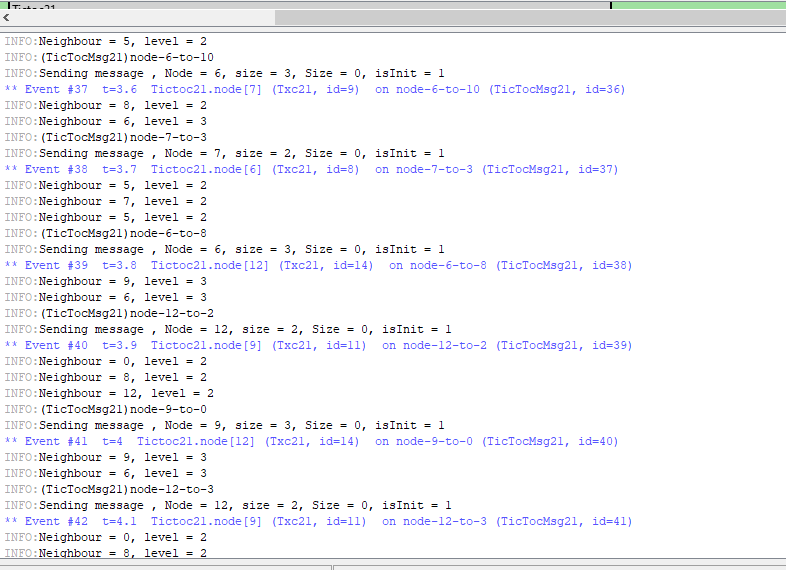 Tictoc21
INFO:Neighbour = 5, level = 2
INFO:(TicTocMsg21)node-6-to-10
INFO:Sending message , Node = 6, size = 3, Size = 0, isInit = 1
** Event #37  t=3.6  Tictoc21.node[7] (Txc21, id=9)  on node-6-to-10 (TicTocMsg21, id=36)
INFO:Neighbour = 8, level = 2
INFO:Neighbour = 6, level = 3
INFO:(TicTocMsg21)node-7-to-3
INFO:Sending message , Node = 7, size = 2, Size = 0, isInit = 1
** Event #38  t=3.7  Tictoc21.node[6] (Txc21, id=8)  on node-7-to-3 (TicTocMsg21, id=37)
INFO:Neighbour = 5, level = 2
INFO:Neighbour = 7, level = 2
INFO:Neighbour = 5, level = 2
INFO:(TicTocMsg21)node-6-to-8
INFO:Sending message , Node = 6, size = 3, Size = 0, isInit = 1
** Event #39  t=3.8  Tictoc21.node[12] (Txc21, id=14)  on node-6-to-8 (TicTocMsg21, id=38)
INFO:Neighbour = 9, level = 3
INFO:Neighbour = 6, level = 3
INFO:(TicTocMsg21)node-12-to-2
INFO:Sending message , Node = 12, size = 2, Size = 0, isInit = 1
** Event #40  t=3.9  Tictoc21.node[9] (Txc21, id=11)  on node-12-to-2 (TicTocMsg21, id=39)
INFO:Neighbour = 0, level = 2
INFO:Neighbour = 8, level = 2
INFO:Neighbour = 12, level = 2
INFO:(TicTocMsg21)node-9-to-0
INFO:Sending message , Node = 9, size = 3, Size = 0, isInit = 1
** Event #41  t=4  Tictoc21.node[12] (Txc21, id=14)  on node-9-to-0 (TicTocMsg21, id=40)
INFO:Neighbour = 9, level = 3
INFO:Neighbour = 6, level = 3
INFO:(TicTocMsg21)node-12-to-3
INFO:Sending message , Node = 12, size = 2, Size = 0, isInit = 1
** Event #42  t=4.1  Tictoc21.node[9] (Txc21, id=11)  on node-12-to-3 (TicTocMsg21, id=41)
INFO:Neighbour = 0, level = 2
INFO:Neighbour = 8, level = 2